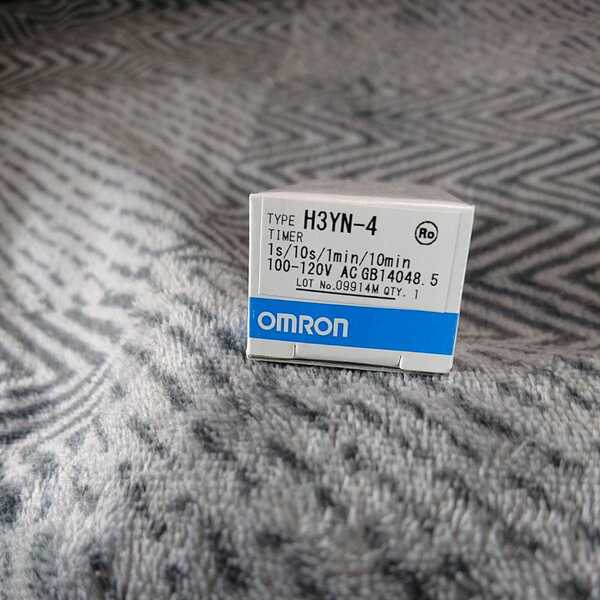 TYPE H3YN-4
Ro
TIMER
1s/10s/1min/10min
100-120V AC GB14048.5
LOT No.09914M QTY. 1
OMRON